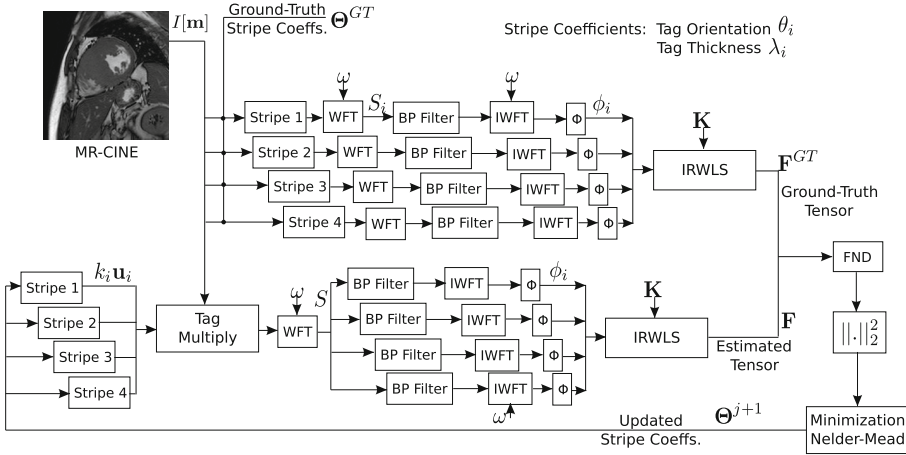 I[m]
Ground-Truth
Stripe Coeffs. Θ^{GT}
Stripe Coefficients: Tag Orientation θ_i
Tag Thickness λ_i
MR-CINE
ω
S_i
ω
ϕ_i
Stripe 1 WFT BP Filter IWFT Φ
Stripe 2 WFT BP Filter IWFT Φ
Stripe 3 WFT BP Filter IWFT Φ
Stripe 4 WFT BP Filter IWFT Φ
K
IRWLS
F^{GT}
Ground-Truth
Tensor
FND
||.||_2^2
k_i u_i
Stripe 1
Stripe 2
Stripe 3
Stripe 4
Tag
Multiply
ω
WFT
S
ϕ_i
BP Filter IWFT Φ
BP Filter IWFT Φ
BP Filter IWFT Φ
BP Filter IWFT Φ
ω
K
IRWLS
F
Estimated
Tensor
Updated
Stripe Coeffs.
Θ^{j+1}
Minimization
Nelder-Mead